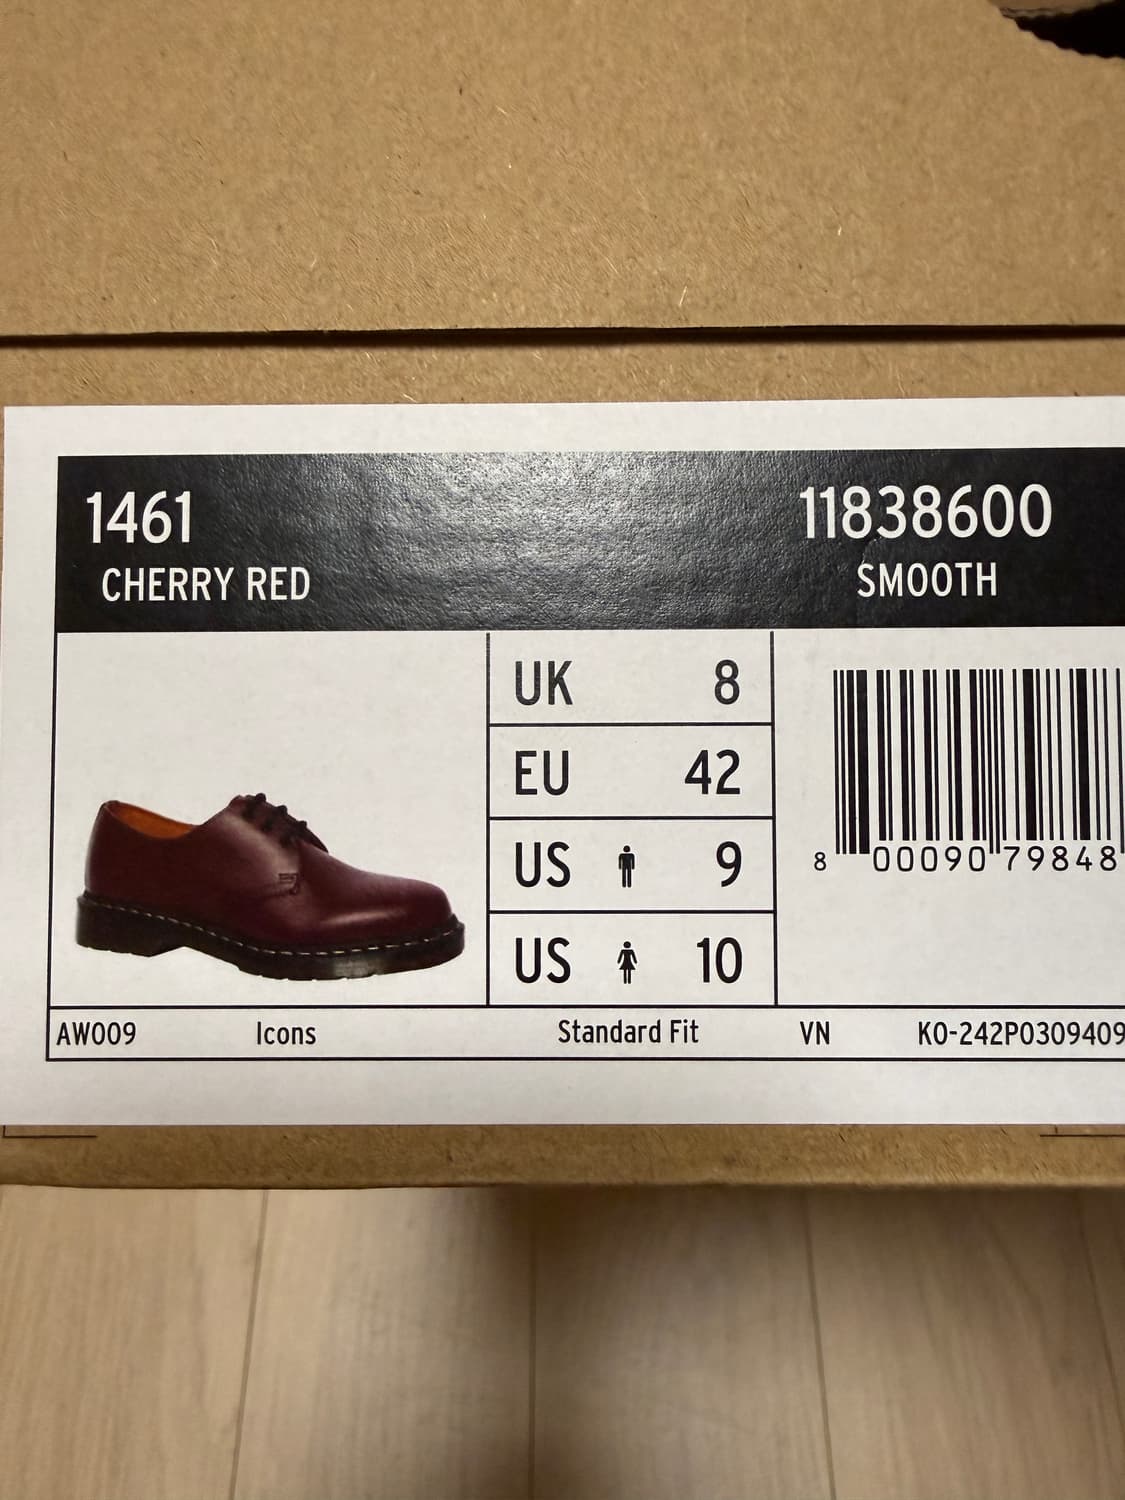 1461 11838600
CHERRY RED SMOOTH
UK 8
EU 42
US 9
US 10
8 00090 79848
AW009 Icons Standard Fit VN KO-242P0309409